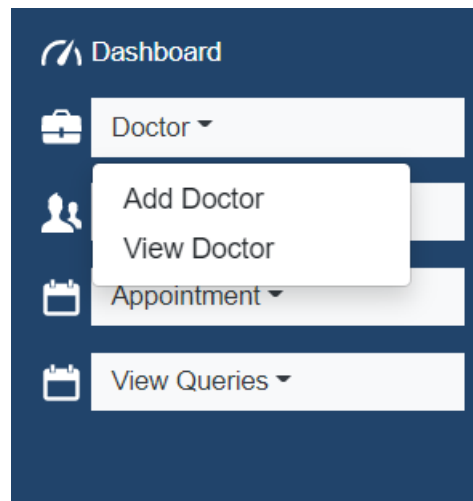 Dashboard
Doctor
Add Doctor
View Doctor
Appointment
View Queries